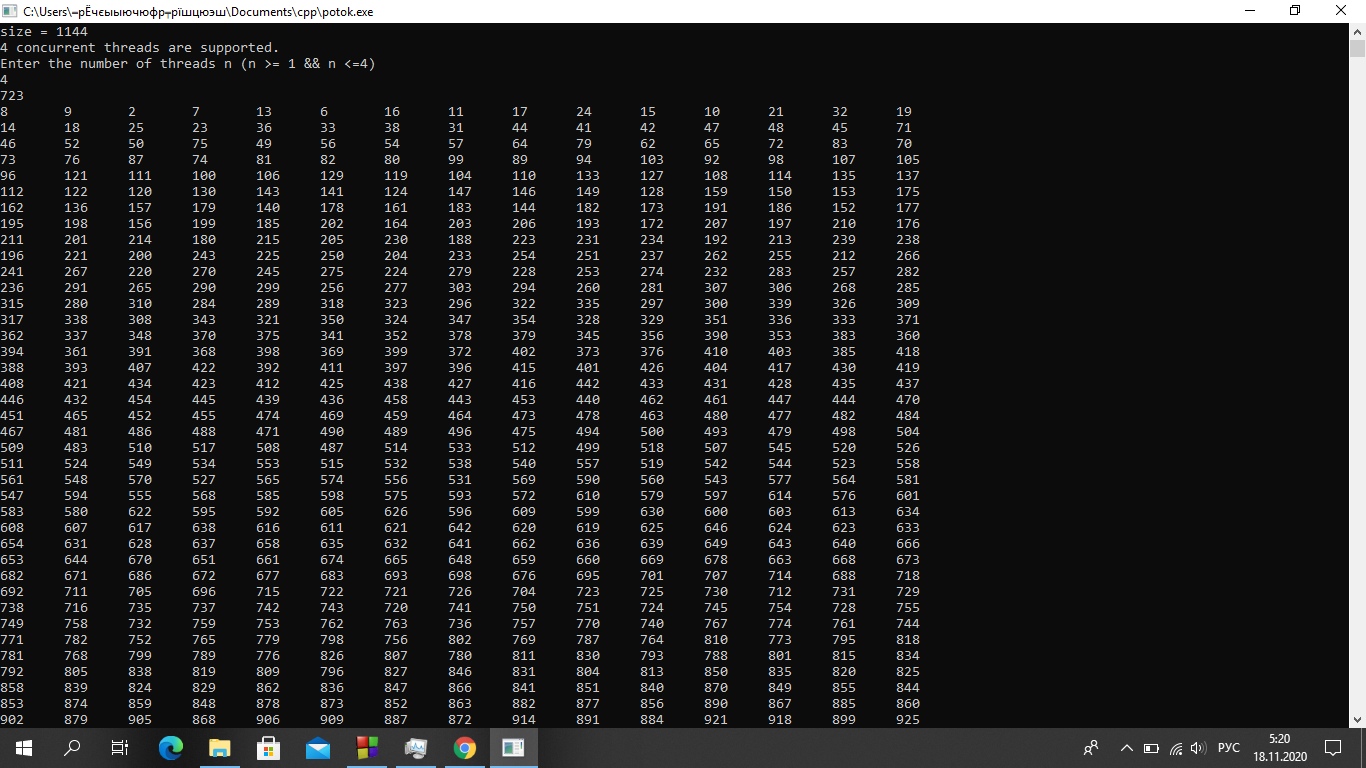 C:\Users\═рЁчєыыючюфр╤рїшцюэш\Documents\cpp\potok.exe
size = 1144
4 concurrent threads are supported.
Enter the number of threads n (n >= 1 && n <=4)
4
723
8 9 2 7 13 6 16 11 17 24 15 10 21 32 19
14 18 25 23 36 33 38 31 44 41 42 47 48 45 71
46 52 50 75 49 56 54 57 64 79 62 65 72 83 70
73 76 87 74 81 82 80 99 89 94 103 92 98 107 105
96 121 111 100 106 129 119 104 110 133 127 108 114 135 137
112 122 120 130 143 141 124 147 146 149 128 159 150 153 175
162 136 157 179 140 178 161 183 144 182 173 191 186 152 177
195 198 156 199 185 202 164 203 206 193 172 207 197 210 176
211 201 214 180 215 205 230 188 223 231 234 192 213 239 238
196 221 200 243 225 250 204 233 254 251 237 262 255 212 266
241 267 220 270 245 275 224 279 228 253 274 232 283 257 282
236 291 265 290 299 256 277 303 294 260 281 307 306 268 285
315 280 310 284 289 318 323 296 322 335 297 300 339 326 309
317 338 308 343 321 350 324 347 354 328 329 351 336 333 371
362 337 348 370 375 341 352 378 379 345 356 390 353 383 360
394 361 391 368 398 369 399 372 402 373 376 410 403 385 418
388 393 407 422 392 411 397 396 415 401 426 404 417 430 419
408 421 434 423 412 425 438 427 416 442 433 431 428 435 437
446 432 454 445 439 436 458 443 453 440 462 461 447 444 470
451 465 452 455 474 469 459 464 473 478 463 480 477 482 484
467 481 486 488 471 490 489 496 475 494 500 493 479 498 504
509 483 510 517 508 487 514 533 512 499 518 507 545 520 526
511 524 549 534 553 515 532 538 540 557 519 542 544 523 558
561 548 570 527 565 574 556 531 569 590 560 543 577 564 581
547 594 555 568 585 598 575 593 572 610 579 597 614 576 601
583 580 622 595 592 605 626 596 609 599 630 600 603 613 634
608 607 617 638 616 611 621 642 620 619 625 646 624 623 633
654 631 628 637 658 635 632 641 662 636 639 649 643 640 666
653 644 670 651 661 674 665 648 659 660 669 678 663 668 673
682 671 686 672 677 683 693 698 676 695 701 707 714 688 718
692 711 705 696 715 722 721 726 704 723 725 730 712 731 729
738 716 735 737 742 743 720 741 750 751 724 745 754 728 755
749 758 732 759 753 762 763 736 757 770 740 767 774 761 744
771 782 752 765 779 798 756 802 769 787 764 810 773 795 818
781 768 799 789 776 826 807 780 811 830 793 788 801 815 834
792 805 838 819 809 796 827 846 831 804 813 850 835 820 825
858 839 824 829 862 836 847 866 841 851 840 870 849 855 844
853 874 859 848 878 873 852 863 882 877 856 890 867 885 860
902 879 905 868 906 909 887 872 914 891 884 921 918 899 925
РУС
5:20
18.11.2020